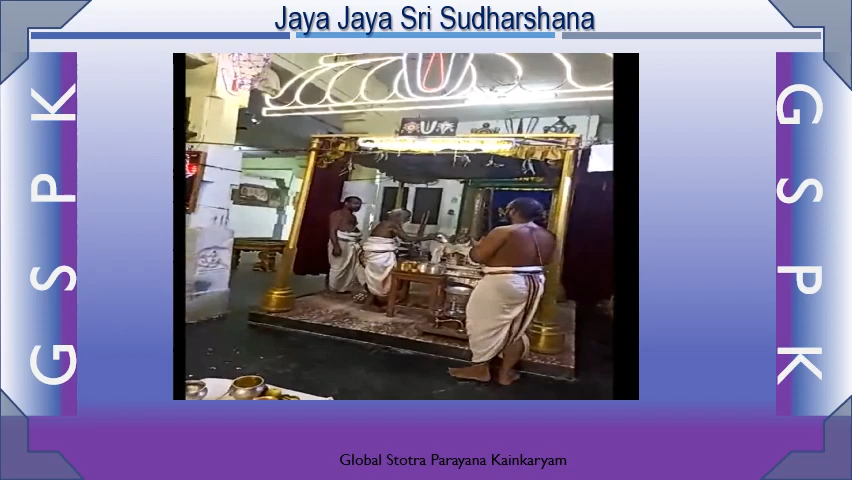 Jaya Jaya Sri Sudharshana
G S P K
G S P K
Global Stotra Parayana Kainkaryam